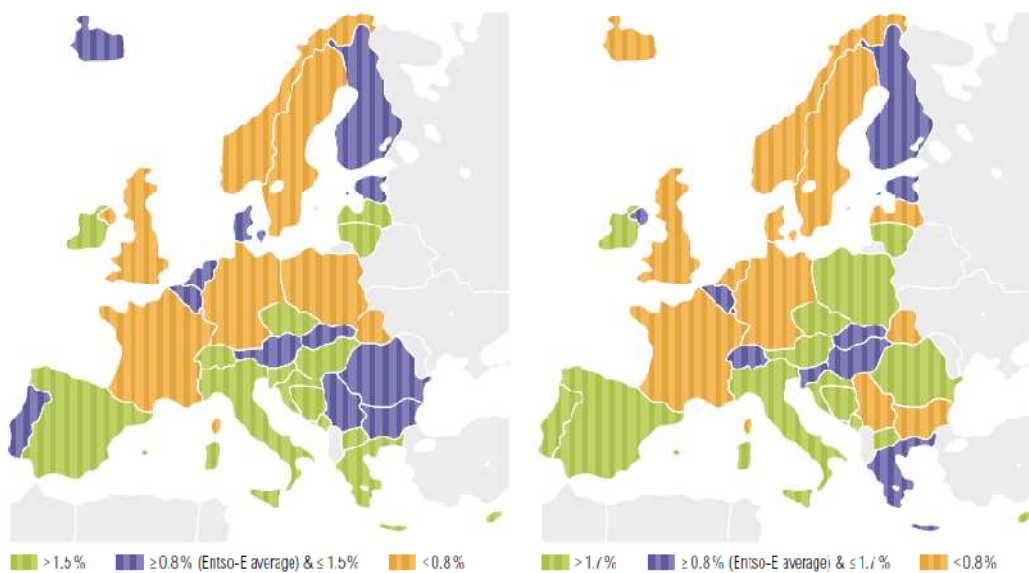 >1.5% ≥0.8% (Entso-E average) & ≤1.5% <0.8%
>1.7% ≥0.8% (Entso-E average) & ≤1.7% <0.8%